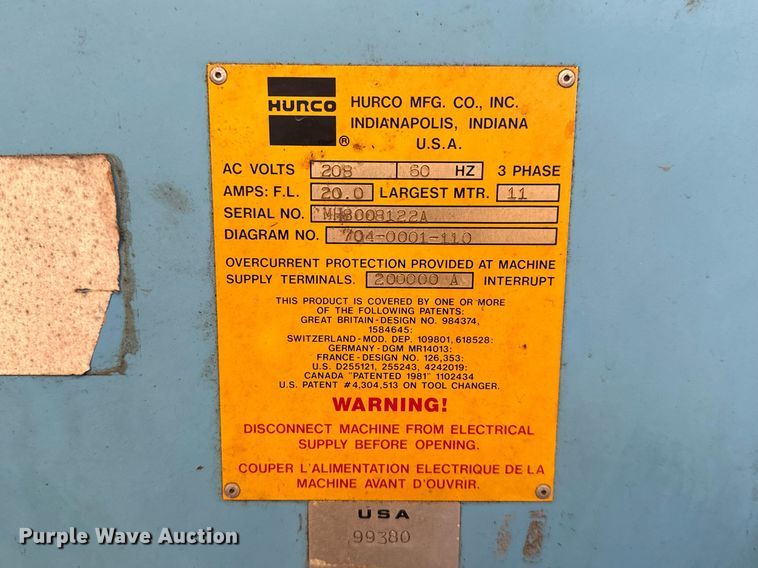 HURCO
®
HURCO MFG. CO., INC.
INDIANAPOLIS, INDIANA
U.S.A.
AC VOLTS 208 60 HZ 3 PHASE
AMPS: F.L. 20.0 LARGEST MTR. 11
SERIAL NO.
DIAGRAM NO. 704-0001-110
OVERCURRENT PROTECTION PROVIDED AT MACHINE
SUPPLY TERMINALS. 200000 A INTERRUPT
THIS PRODUCT IS COVERED BY ONE OR MORE
OF THE FOLLOWING PATENTS:
GREAT BRITAIN-DESIGN NO. 984374,
1584645:
SWITZERLAND-MOD. DEP. 109801, 618528:
GERMANY-DGM MR14013:
FRANCE-DESIGN NO. 126,353:
U.S. D255121, 255243, 4242019:
CANADA "PATENTED 1981" 1102434
U.S. PATENT #4,304,513 ON TOOL CHANGER.
WARNING!
DISCONNECT MACHINE FROM ELECTRICAL
SUPPLY BEFORE OPENING.
COUPER L'ALIMENTATION ELECTRIQUE DE LA
MACHINE AVANT D'OUVRIR.
USA
99380
Purple Wave Auction